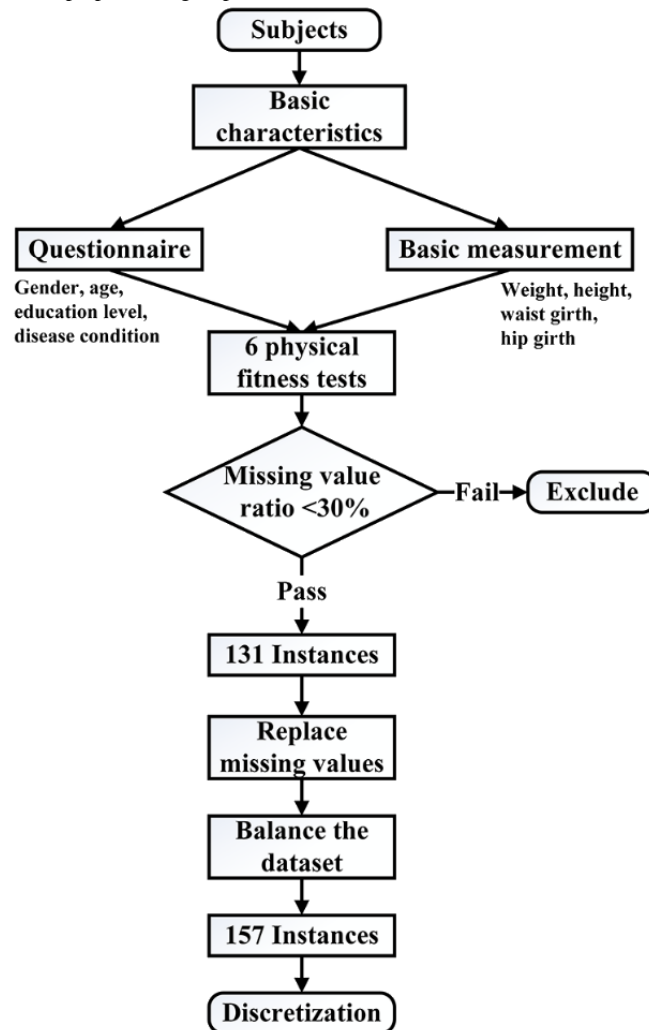 Subjects
Basic
characteristics
Questionnaire
Gender, age,
education level,
disease condition
Basic measurement
Weight, height,
waist girth,
hip girth
6 physical
fitness tests
Missing value
ratio <30%
Fail
Exclude
Pass
131 Instances
Replace
missing values
Balance the
dataset
157 Instances
Discretization